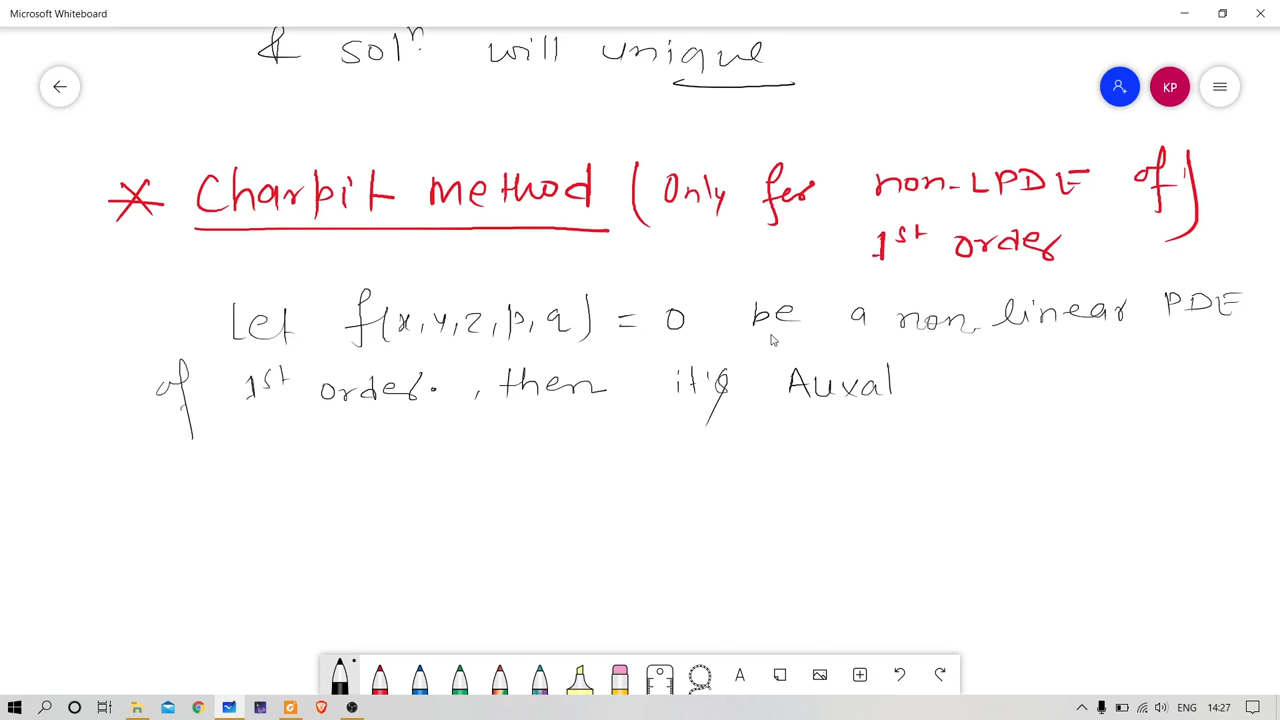 Microsoft Whiteboard
& solⁿ will unique
KP
* Charpit method (Only for non-LPDE of)
1st order
Let f(x, y, z, p, q) = 0 be a non-linear PDE
of 1st order. , then it's Auxal
A
ENG 14:27